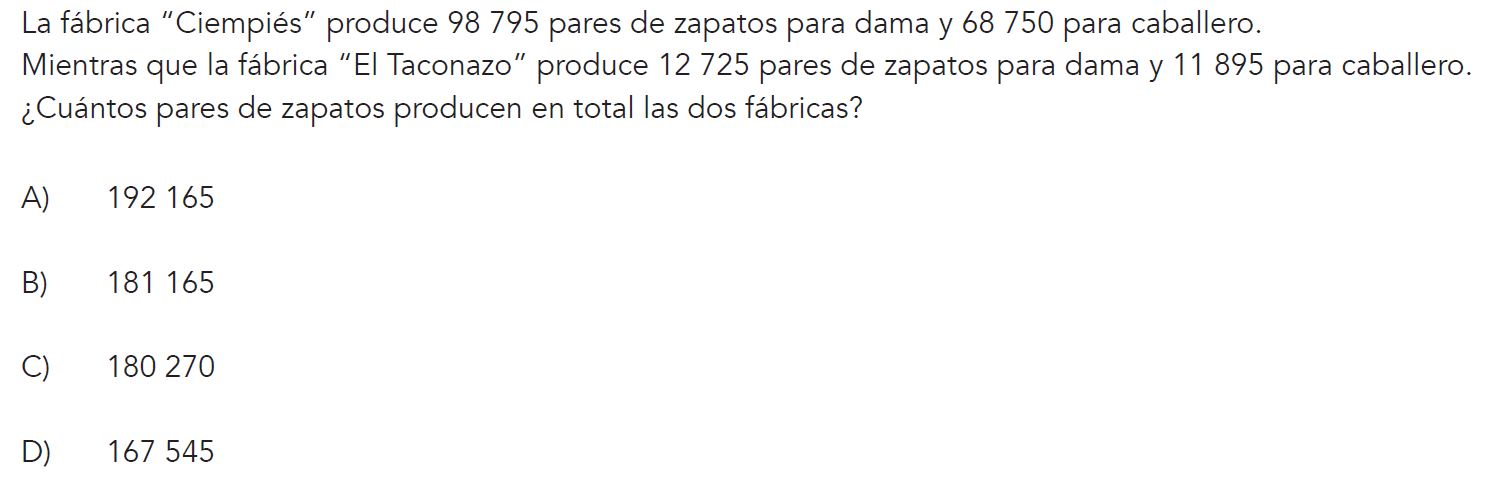 La fábrica “Ciempiés” produce 98 795 pares de zapatos para dama y 68 750 para caballero.
Mientras que la fábrica “El Taconazo” produce 12 725 pares de zapatos para dama y 11 895 para caballero.
¿Cuántos pares de zapatos producen en total las dos fábricas?
A) 192 165
B) 181 165
C) 180 270
D) 167 545